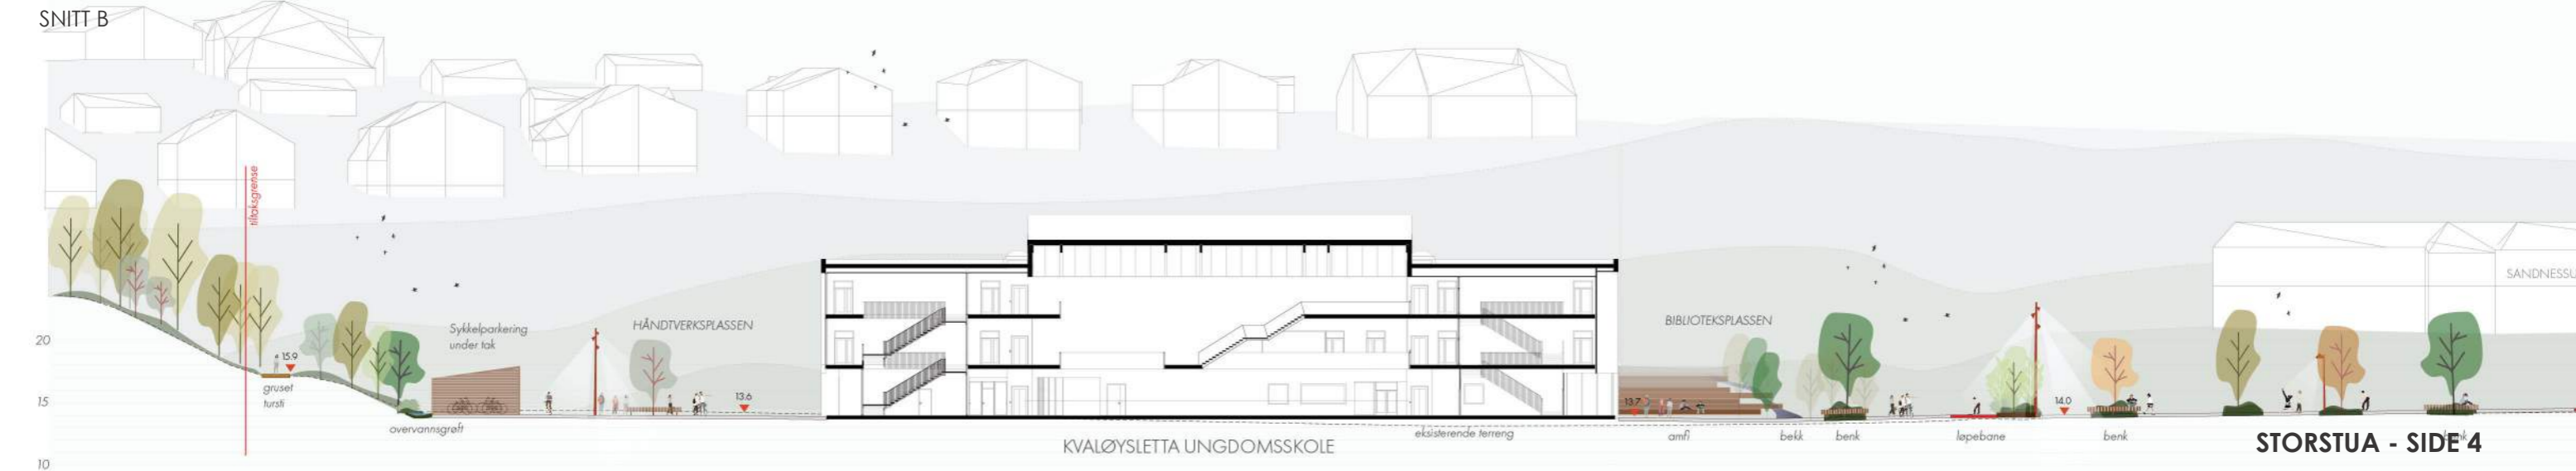 SNITT B
tiltaksgrense
20
15
10
15.9
gruset
tursti
overvannsgrøft
Sykkelparkering
under tak
HÅNDTVERKSPLASSEN
13.6
KVALØYSLETTA UNGDOMSSKOLE
eksisterende terreng
BIBLIOTEKSPLASSEN
13.7
amfi
bekk
benk
løpebane
14.0
benk
SANDNESSU
STORSTUA - SIDE 4